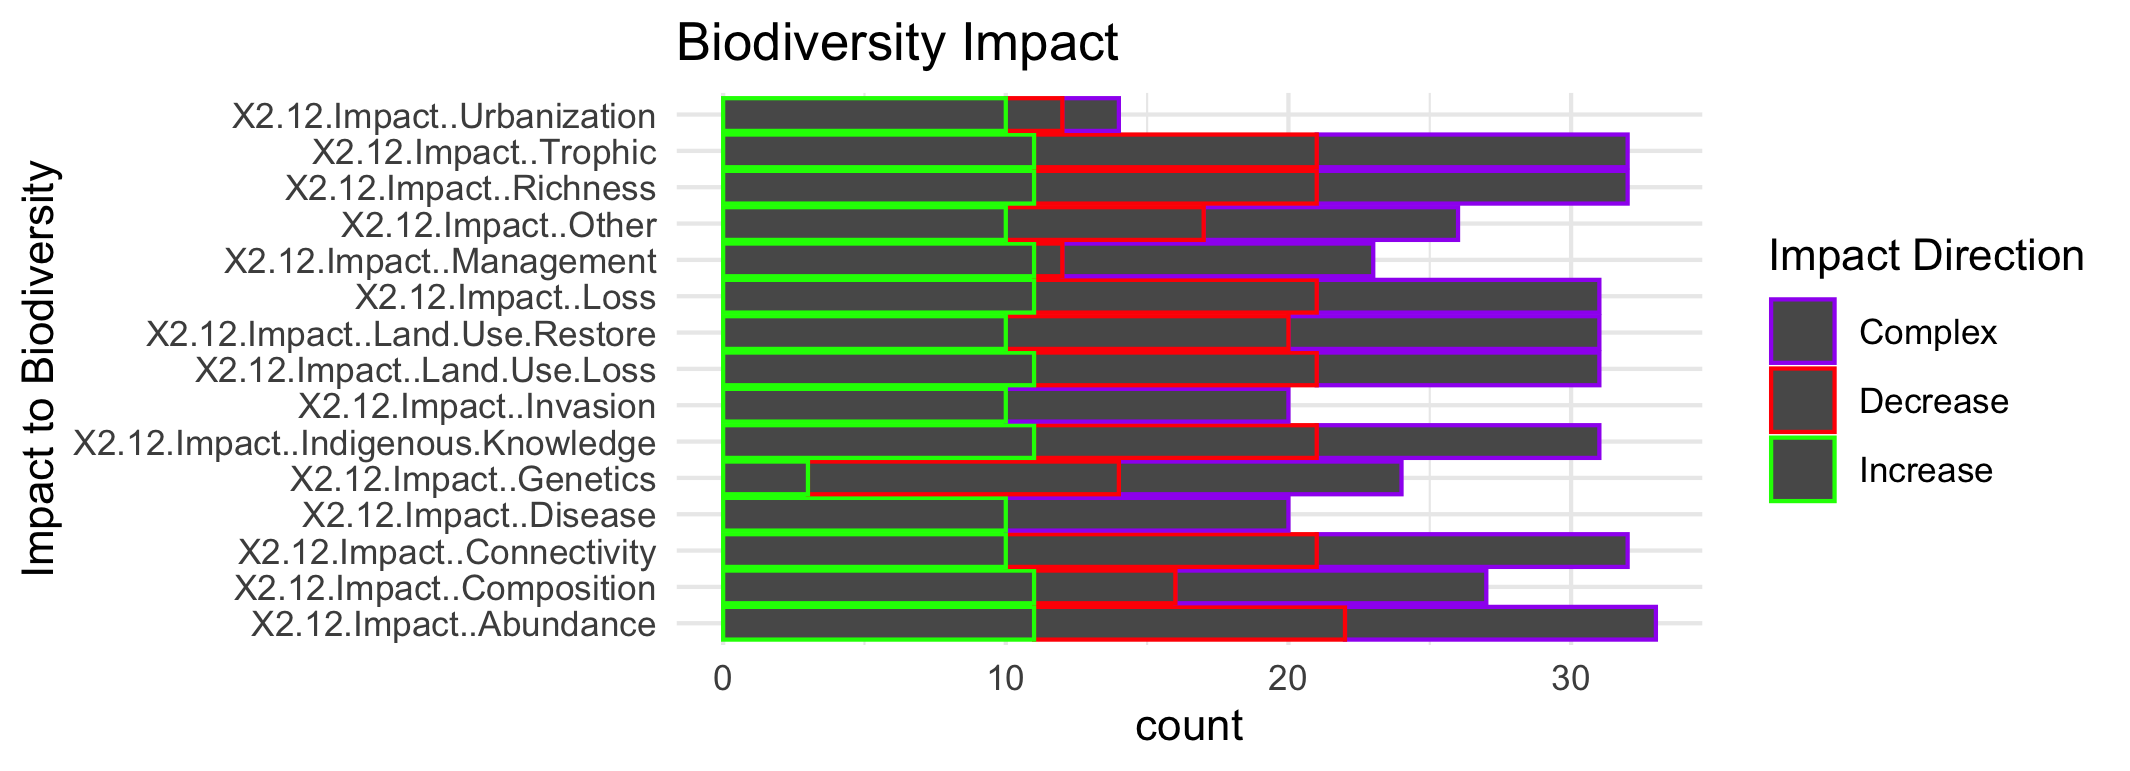 Biodiversity Impact
Impact to Biodiversity
X2.12.Impact..Urbanization
X2.12.Impact..Trophic
X2.12.Impact..Richness
X2.12.Impact..Other
X2.12.Impact..Management
X2.12.Impact..Loss
X2.12.Impact..Land.Use.Restore
X2.12.Impact..Land.Use.Loss
X2.12.Impact..Invasion
X2.12.Impact..Indigenous.Knowledge
X2.12.Impact..Genetics
X2.12.Impact..Disease
X2.12.Impact..Connectivity
X2.12.Impact..Composition
X2.12.Impact..Abundance
0 10 20 30
count
Impact Direction
Complex
Decrease
Increase